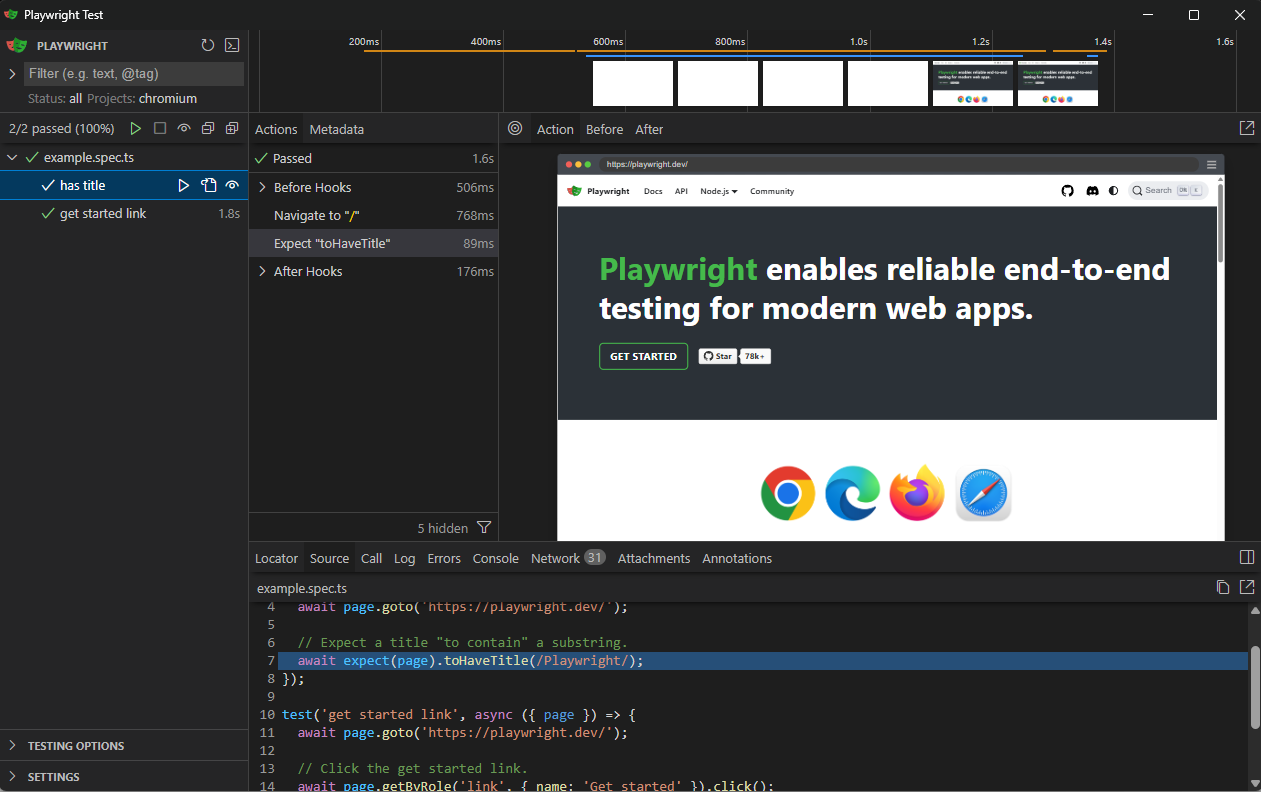 Playwright Test
PLAYWRIGHT
Filter (e.g. text, @tag)
Status: all Projects: chromium
2/2 passed (100%)
example.spec.ts
has title
get started link 1.8s
TESTING OPTIONS
SETTINGS
200ms 400ms 600ms 800ms 1.0s 1.2s 1.4s 1.6s
Actions Metadata
Passed 1.6s
Before Hooks 506ms
Navigate to "/" 768ms
Expect "toHaveTitle" 89ms
After Hooks 176ms
5 hidden
Action Before After
https://playwright.dev/
Playwright Docs API Node.js Community Search
Playwright enables reliable end-to-end
testing for modern web apps.
GET STARTED Star 78k+
Locator Source Call Log Errors Console Network 31 Attachments Annotations
example.spec.ts
4 await page.goto('https://playwright.dev/');
5
6 // Expect a title "to contain" a substring.
7 await expect(page).toHaveTitle(/Playwright/);
8 });
9
10 test('get started link', async ({ page }) => {
11 await page.goto('https://playwright.dev/');
12
13 // Click the get started link.
14 await page.getByRole('link', { name: 'Get started' }).click();